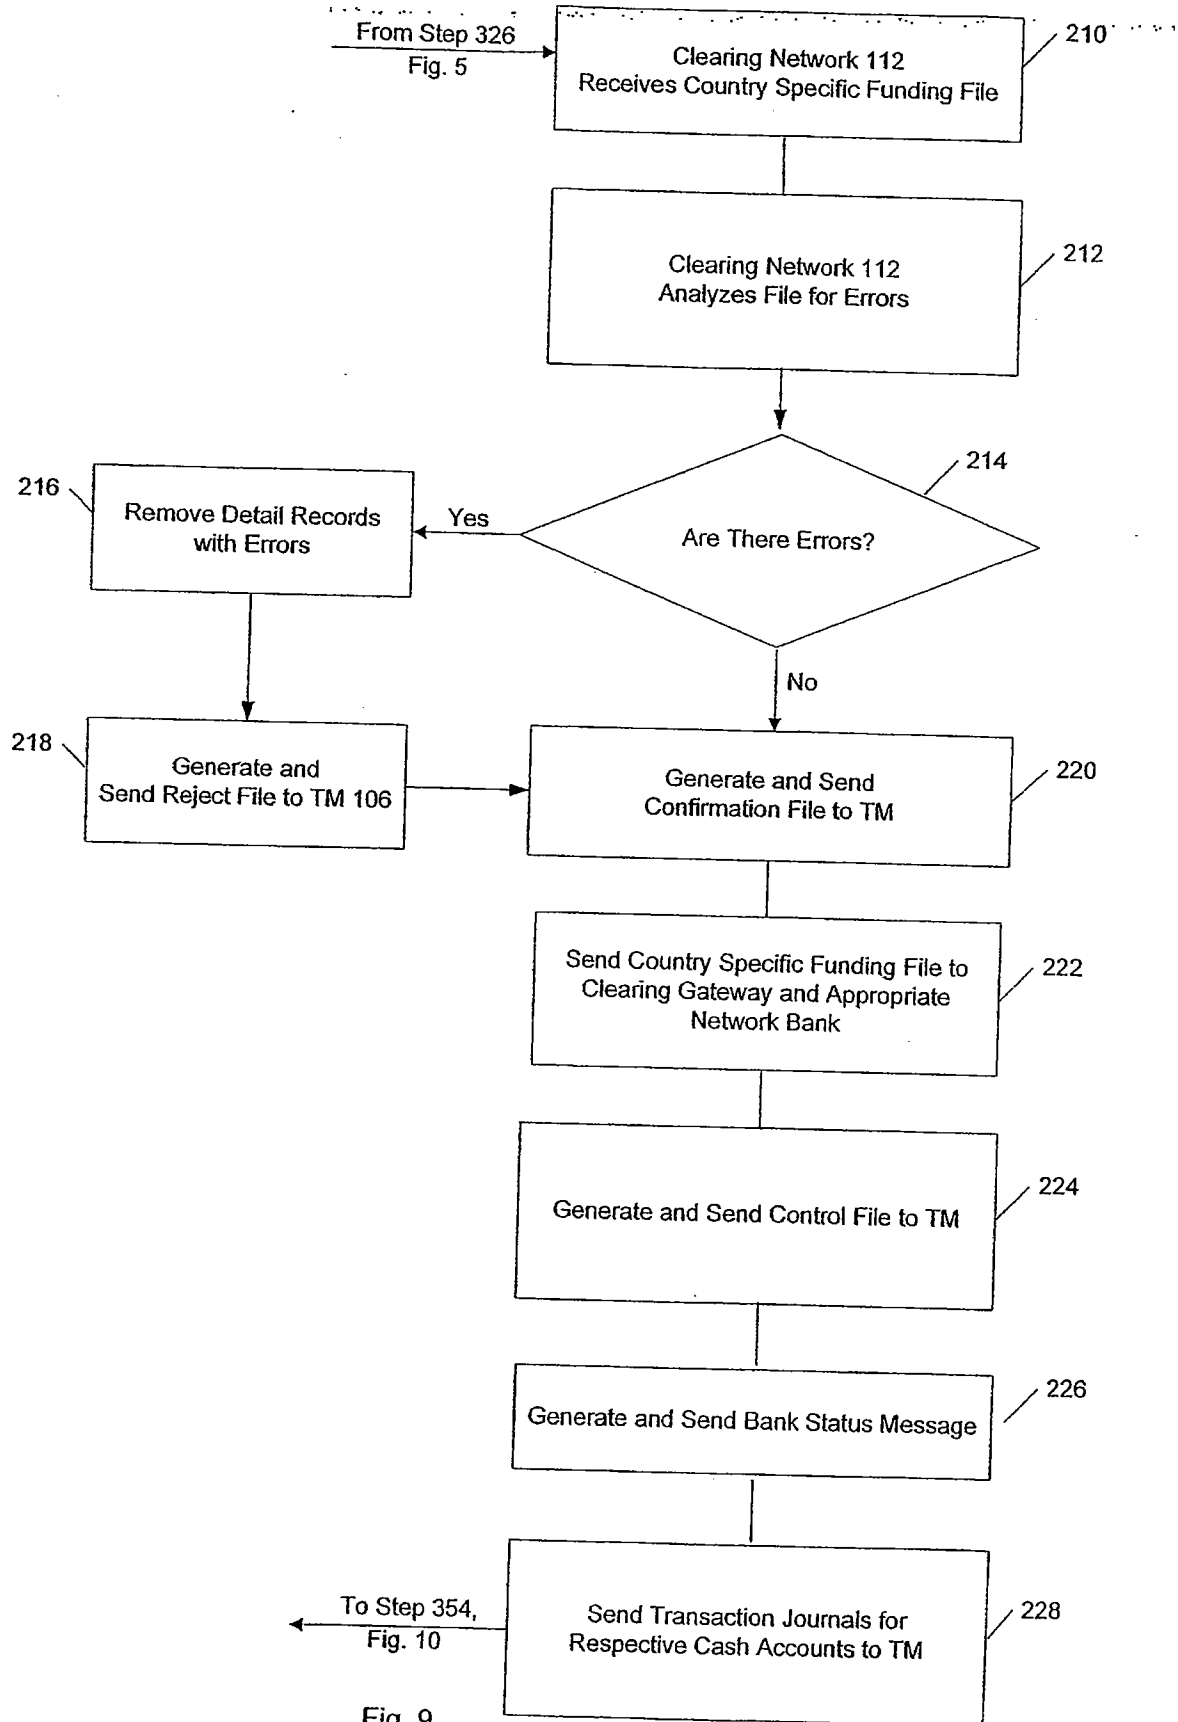 From Step 326
Fig. 5
Clearing Network 112
Receives Country Specific Funding File
210
Clearing Network 112
Analyzes File for Errors
212
214
Are There Errors?
Yes
216
Remove Detail Records
with Errors
No
218
Generate and
Send Reject File to TM 106
Generate and Send
Confirmation File to TM
220
Send Country Specific Funding File to
Clearing Gateway and Appropriate
Network Bank
222
Generate and Send Control File to TM
224
Generate and Send Bank Status Message
226
Send Transaction Journals for
Respective Cash Accounts to TM
228
To Step 354,
Fig. 10
Fig. 9